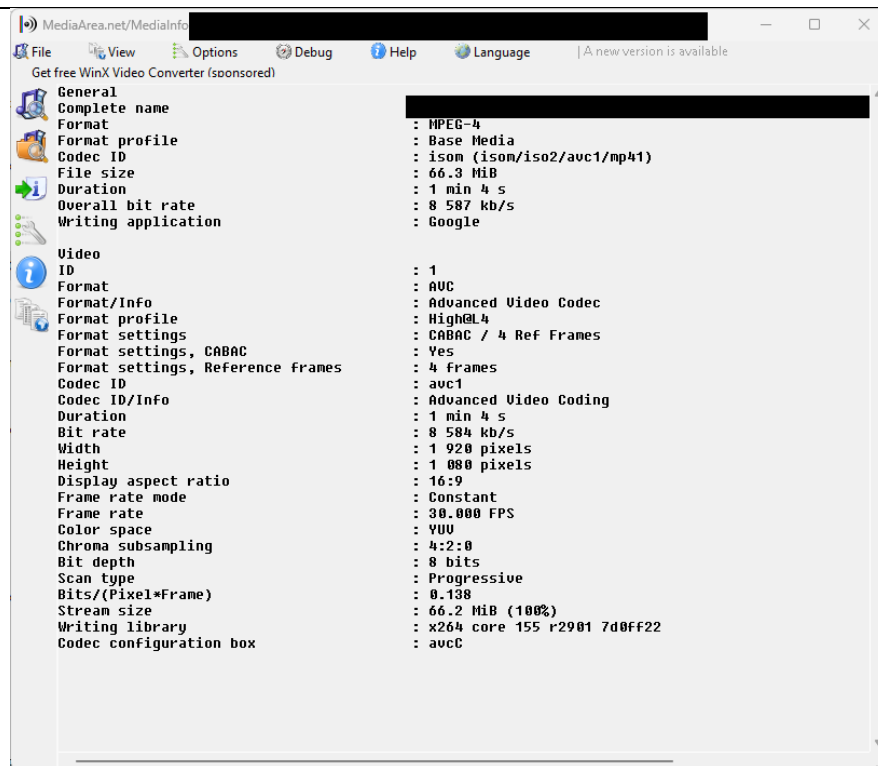 MediaArea.net/MediaInfo
File View Options Debug Help Language | A new version is available
Get free WinX Video Converter (sponsored)
General
Complete name
Format : MPEG-4
Format profile : Base Media
Codec ID : isom (isom/iso2/avc1/mp41)
File size : 66.3 MiB
Duration : 1 min 4 s
Overall bit rate : 8 587 kb/s
Writing application : Google
Video
ID : 1
Format : AVC
Format/Info : Advanced Video Codec
Format profile : High@L4
Format settings : CABAC / 4 Ref Frames
Format settings, CABAC : Yes
Format settings, Reference frames : 4 frames
Codec ID : avc1
Codec ID/Info : Advanced Video Coding
Duration : 1 min 4 s
Bit rate : 8 584 kb/s
Width : 1 920 pixels
Height : 1 080 pixels
Display aspect ratio : 16:9
Frame rate mode : Constant
Frame rate : 30.000 FPS
Color space : YUV
Chroma subsampling : 4:2:0
Bit depth : 8 bits
Scan type : Progressive
Bits/(Pixel*Frame) : 0.138
Stream size : 66.2 MiB (100%)
Writing library : x264 core 155 r2901 7d0ff22
Codec configuration box : avcC